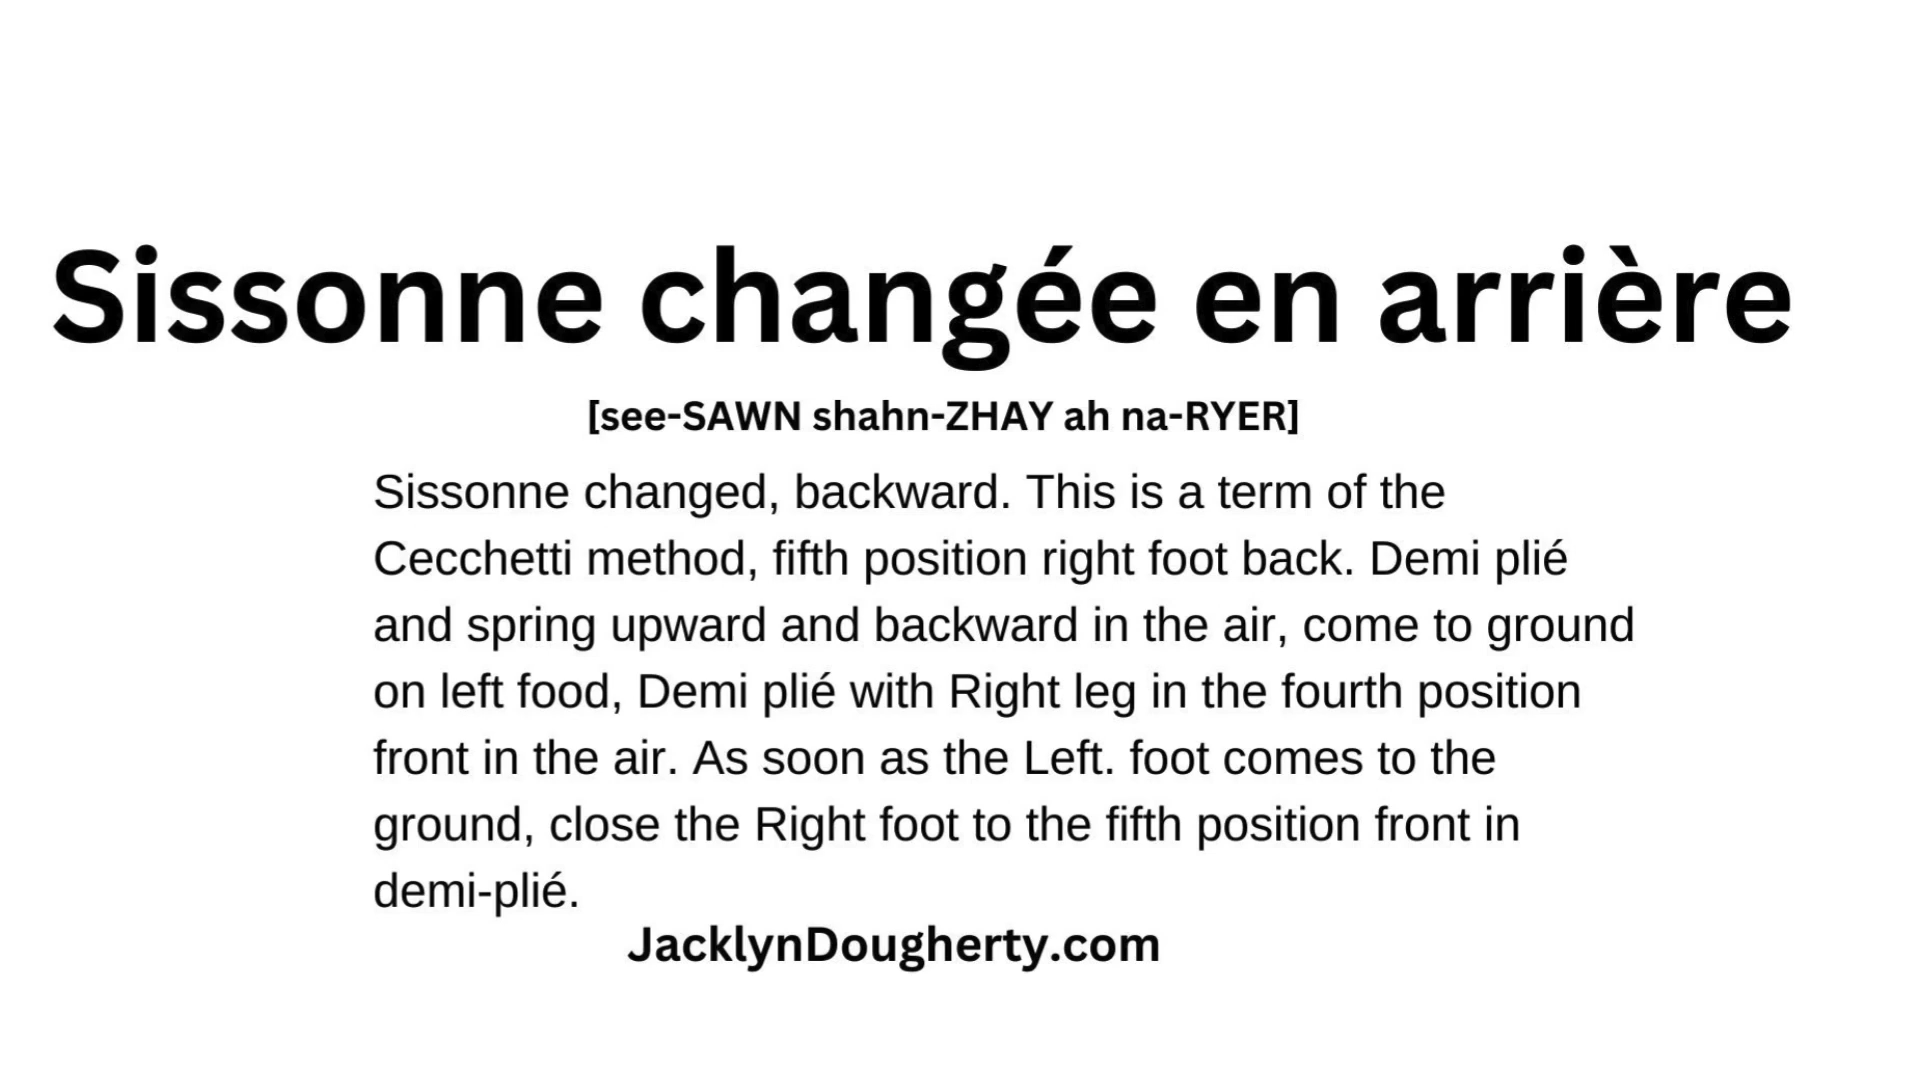 Sissonne changée en arrière
[see-SAWN shahn-ZHAY ah na-RYER]
Sissonne changed, backward. This is a term of the
Cecchetti method, fifth position right foot back. Demi plié
and spring upward and backward in the air, come to ground
on left food, Demi plié with Right leg in the fourth position
front in the air. As soon as the Left. foot comes to the
ground, close the Right foot to the fifth position front in
demi-plié.
JacklynDougherty.com